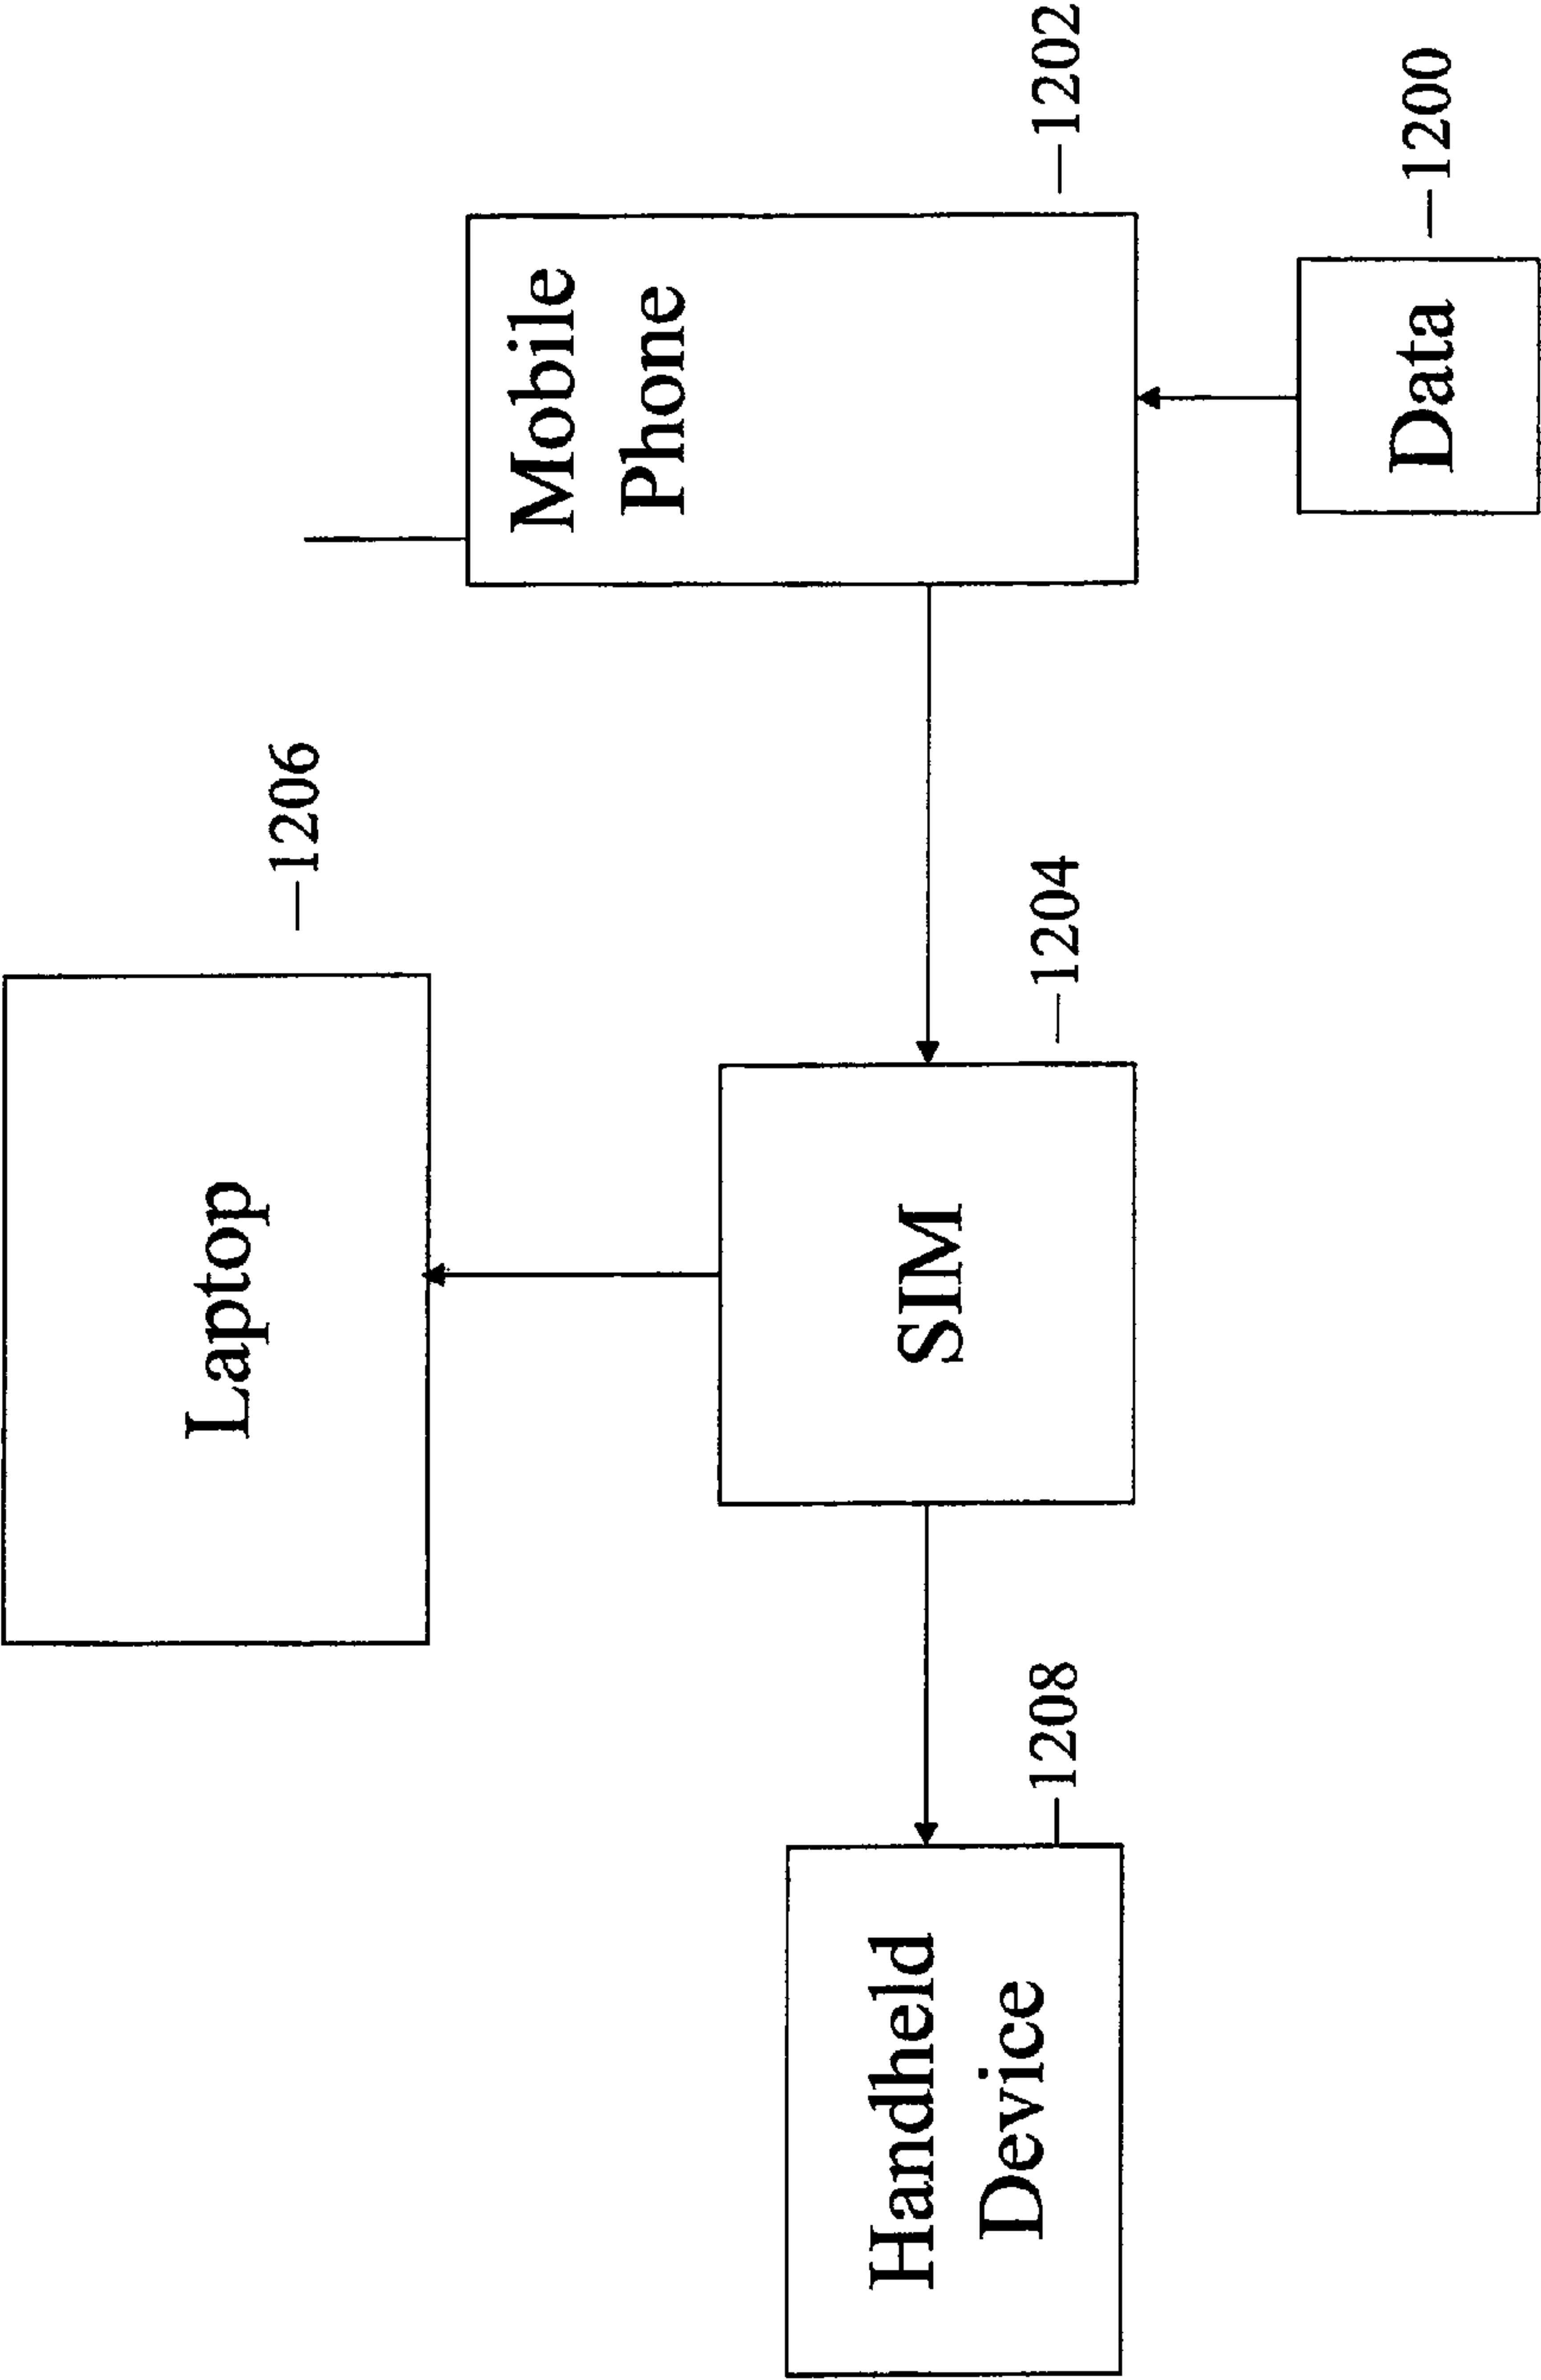 Laptop
1206
Mobile
Phone
1202
SIM
1204
Handheld
Device
1208
Data
1200